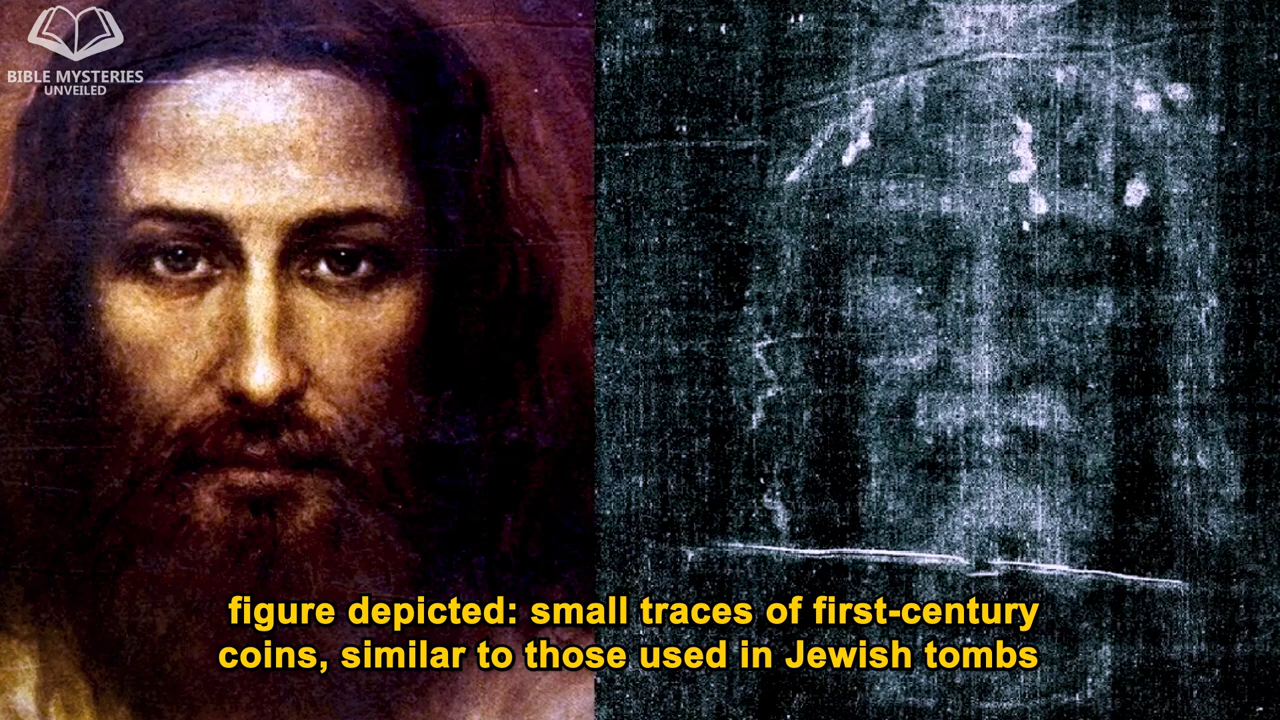 BIBLE MYSTERIES
UNVEILED
figure depicted: small traces of first-century
coins, similar to those used in Jewish tombs